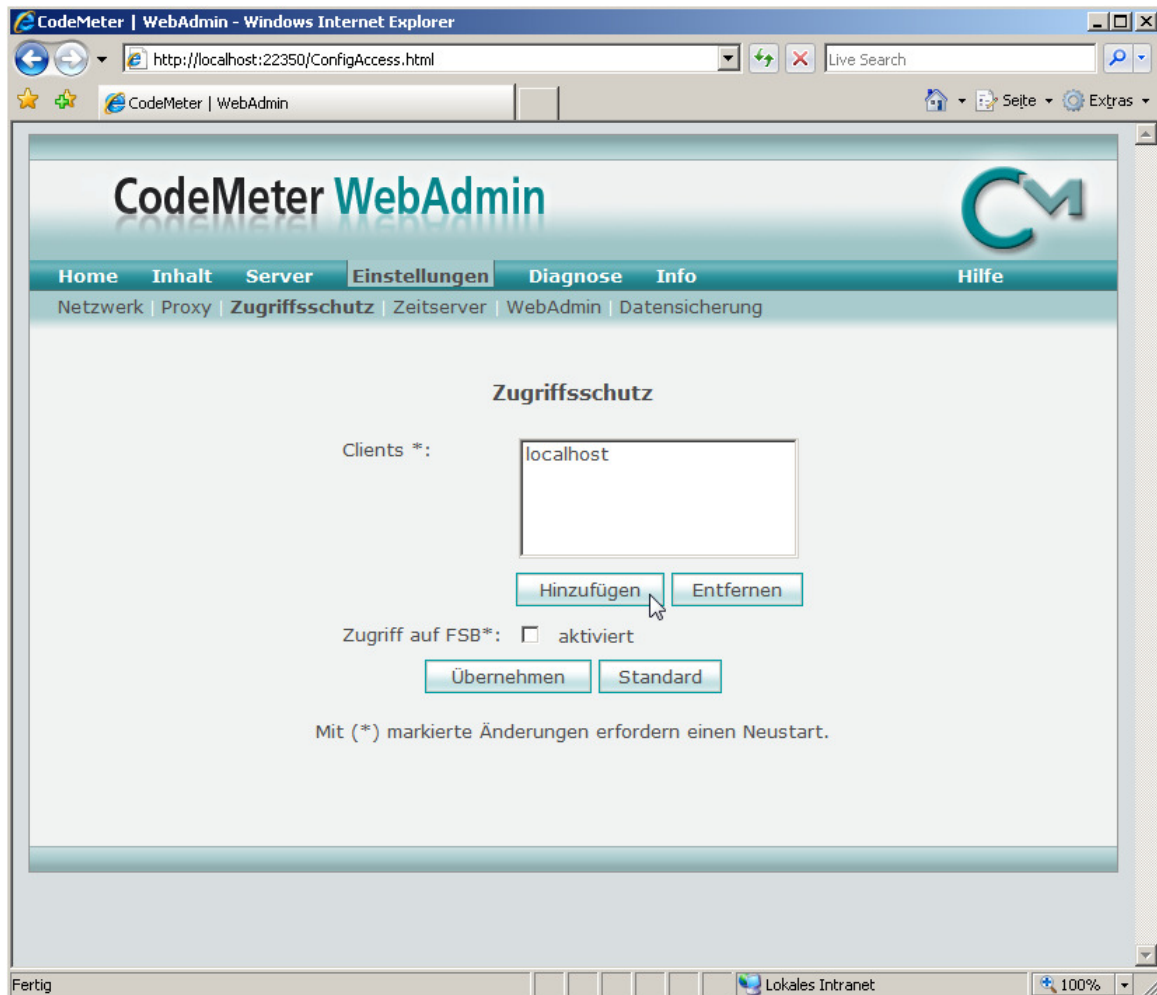 CodeMeter | WebAdmin - Windows Internet Explorer
http://localhost:22350/ConfigAccess.html
Live Search
CodeMeter | WebAdmin
Seite
Extras
CodeMeter WebAdmin
CM
Home Inhalt Server Einstellungen Diagnose Info Hilfe
Netzwerk | Proxy | Zugriffsschutz | Zeitserver | WebAdmin | Datensicherung
Zugriffsschutz
Clients *:
localhost
Hinzufügen Entfernen
Zugriff auf FSB*: aktiviert
Übernehmen Standard
Mit (*) markierte Änderungen erfordern einen Neustart.
Fertig
Lokales Intranet
100%